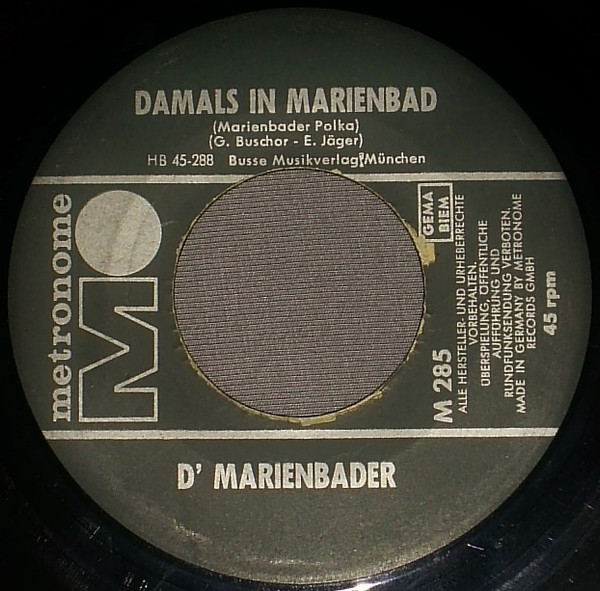 DAMALS IN MARIENBAD
(Marienbader Polka)
(G. Buschor - E. Jäger)
HB 45-288 Busse Musikverlag, München
metronome
GEMA
BIEM
M 285
ALLE HERSTELLER- UND URHEBERRECHTE
VORBEHALTEN.
ÜBERSPIELUNG, ÖFFENTLICHE
AUFFÜHRUNG UND
RUNDFUNKSENDUNG VERBOTEN.
MADE IN GERMANY BY METRONOME
RECORDS GMBH
45 rpm
D' MARIENBADER